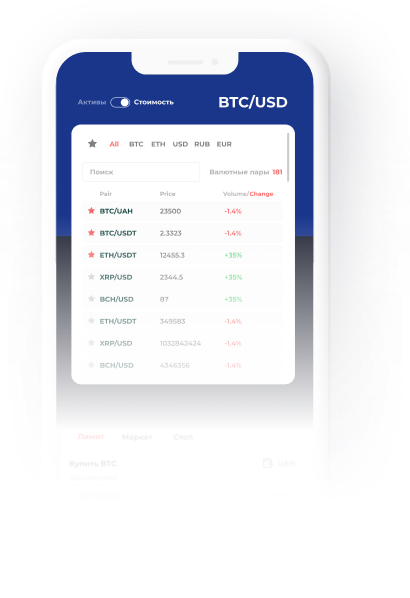 Активы Стоимость BTC/USD
All BTC ETH USD RUB EUR
Поиск Валютные пары 181
Pair Price Volume/Change
BTC/UAH 23500 -1.4%
BTC/USDT 2.3323 -1.4%
ETH/USDT 12455.3 +35%
XRP/USD 2344.5 +35%
BCH/USD 87 +35%
ETH/USDT 349583 -1.4%
XRP/USD 1032842424 -1.4%
BCH/USD 4346356 -1.4%
Лимит Маркет Стоп
Купить BTC